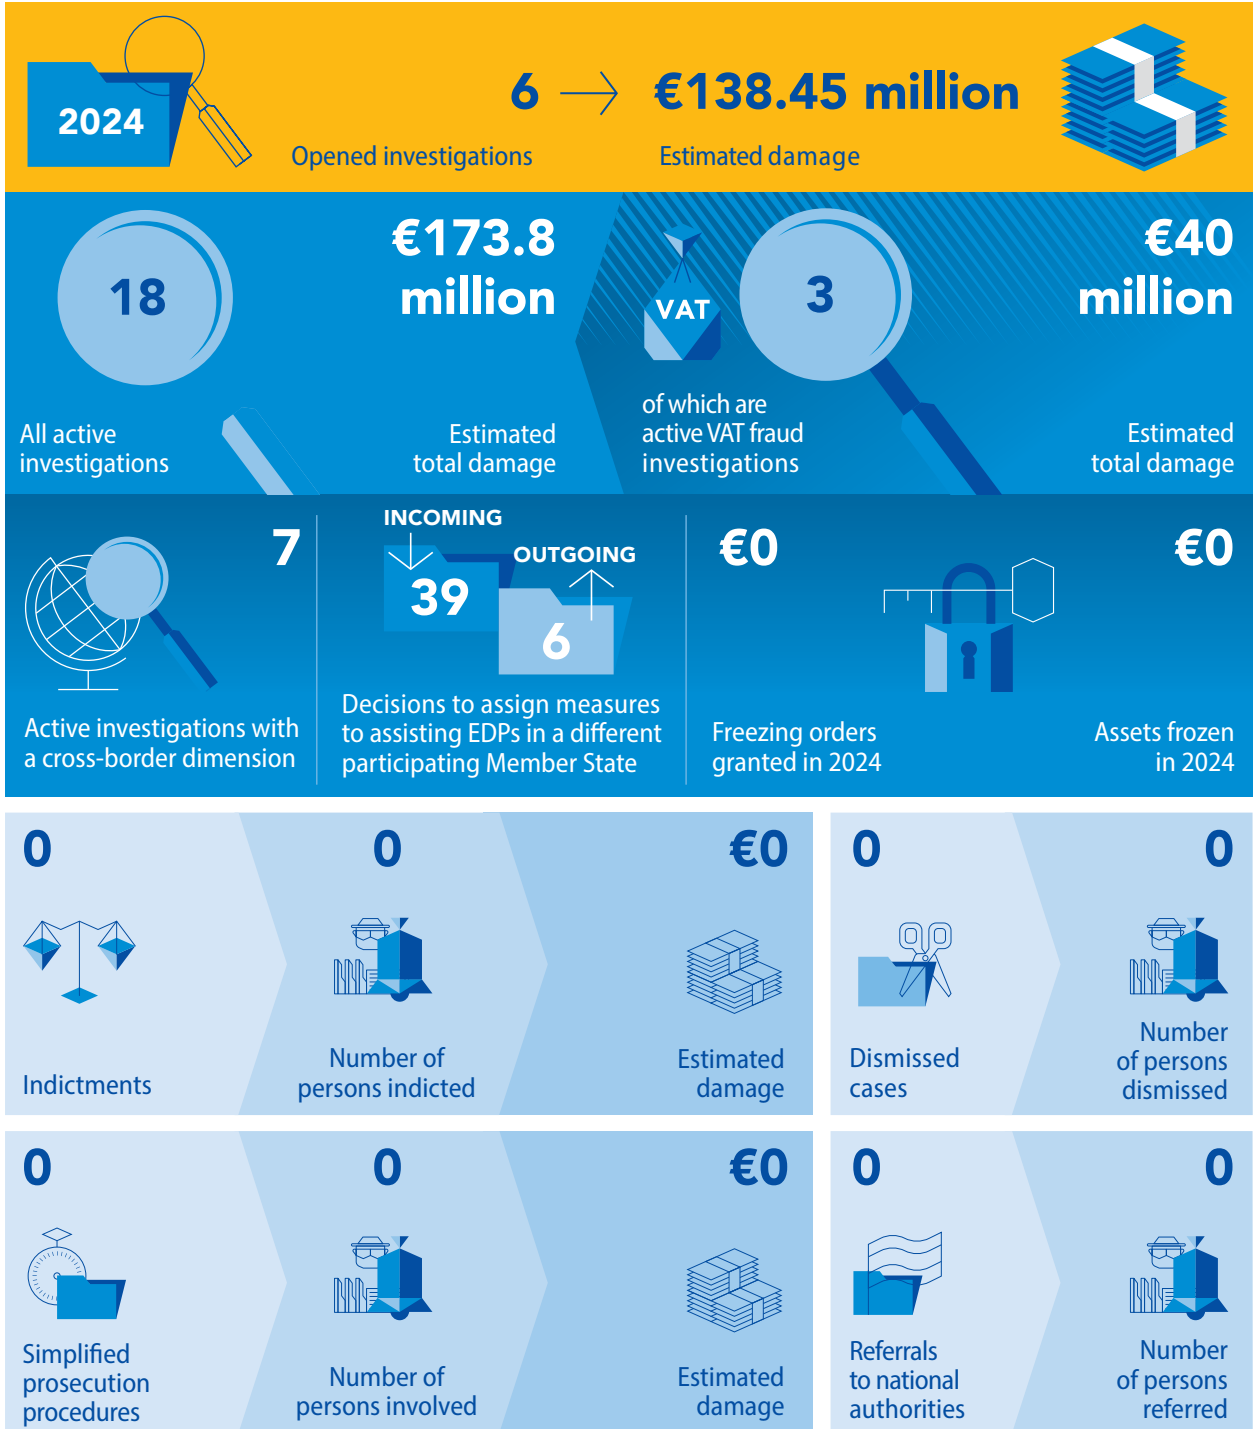 2024
6
€138.45 million
Opened investigations
Estimated damage
18
€173.8
million
All active
investigations
Estimated
total damage
VAT
3
€40
million
of which are
active VAT fraud
investigations
Estimated
total damage
7
Active investigations with
a cross-border dimension
INCOMING
39
OUTGOING
6
Decisions to assign measures
to assisting EDPs in a different
participating Member State
€0
Freezing orders
granted in 2024
€0
Assets frozen
in 2024
0
Indictments
0
Number of
persons indicted
€0
Estimated
damage
0
Dismissed
cases
0
Number
of persons
dismissed
0
Simplified
prosecution
procedures
0
Number of
persons involved
€0
Estimated
damage
0
Referrals
to national
authorities
0
Number
of persons
referred